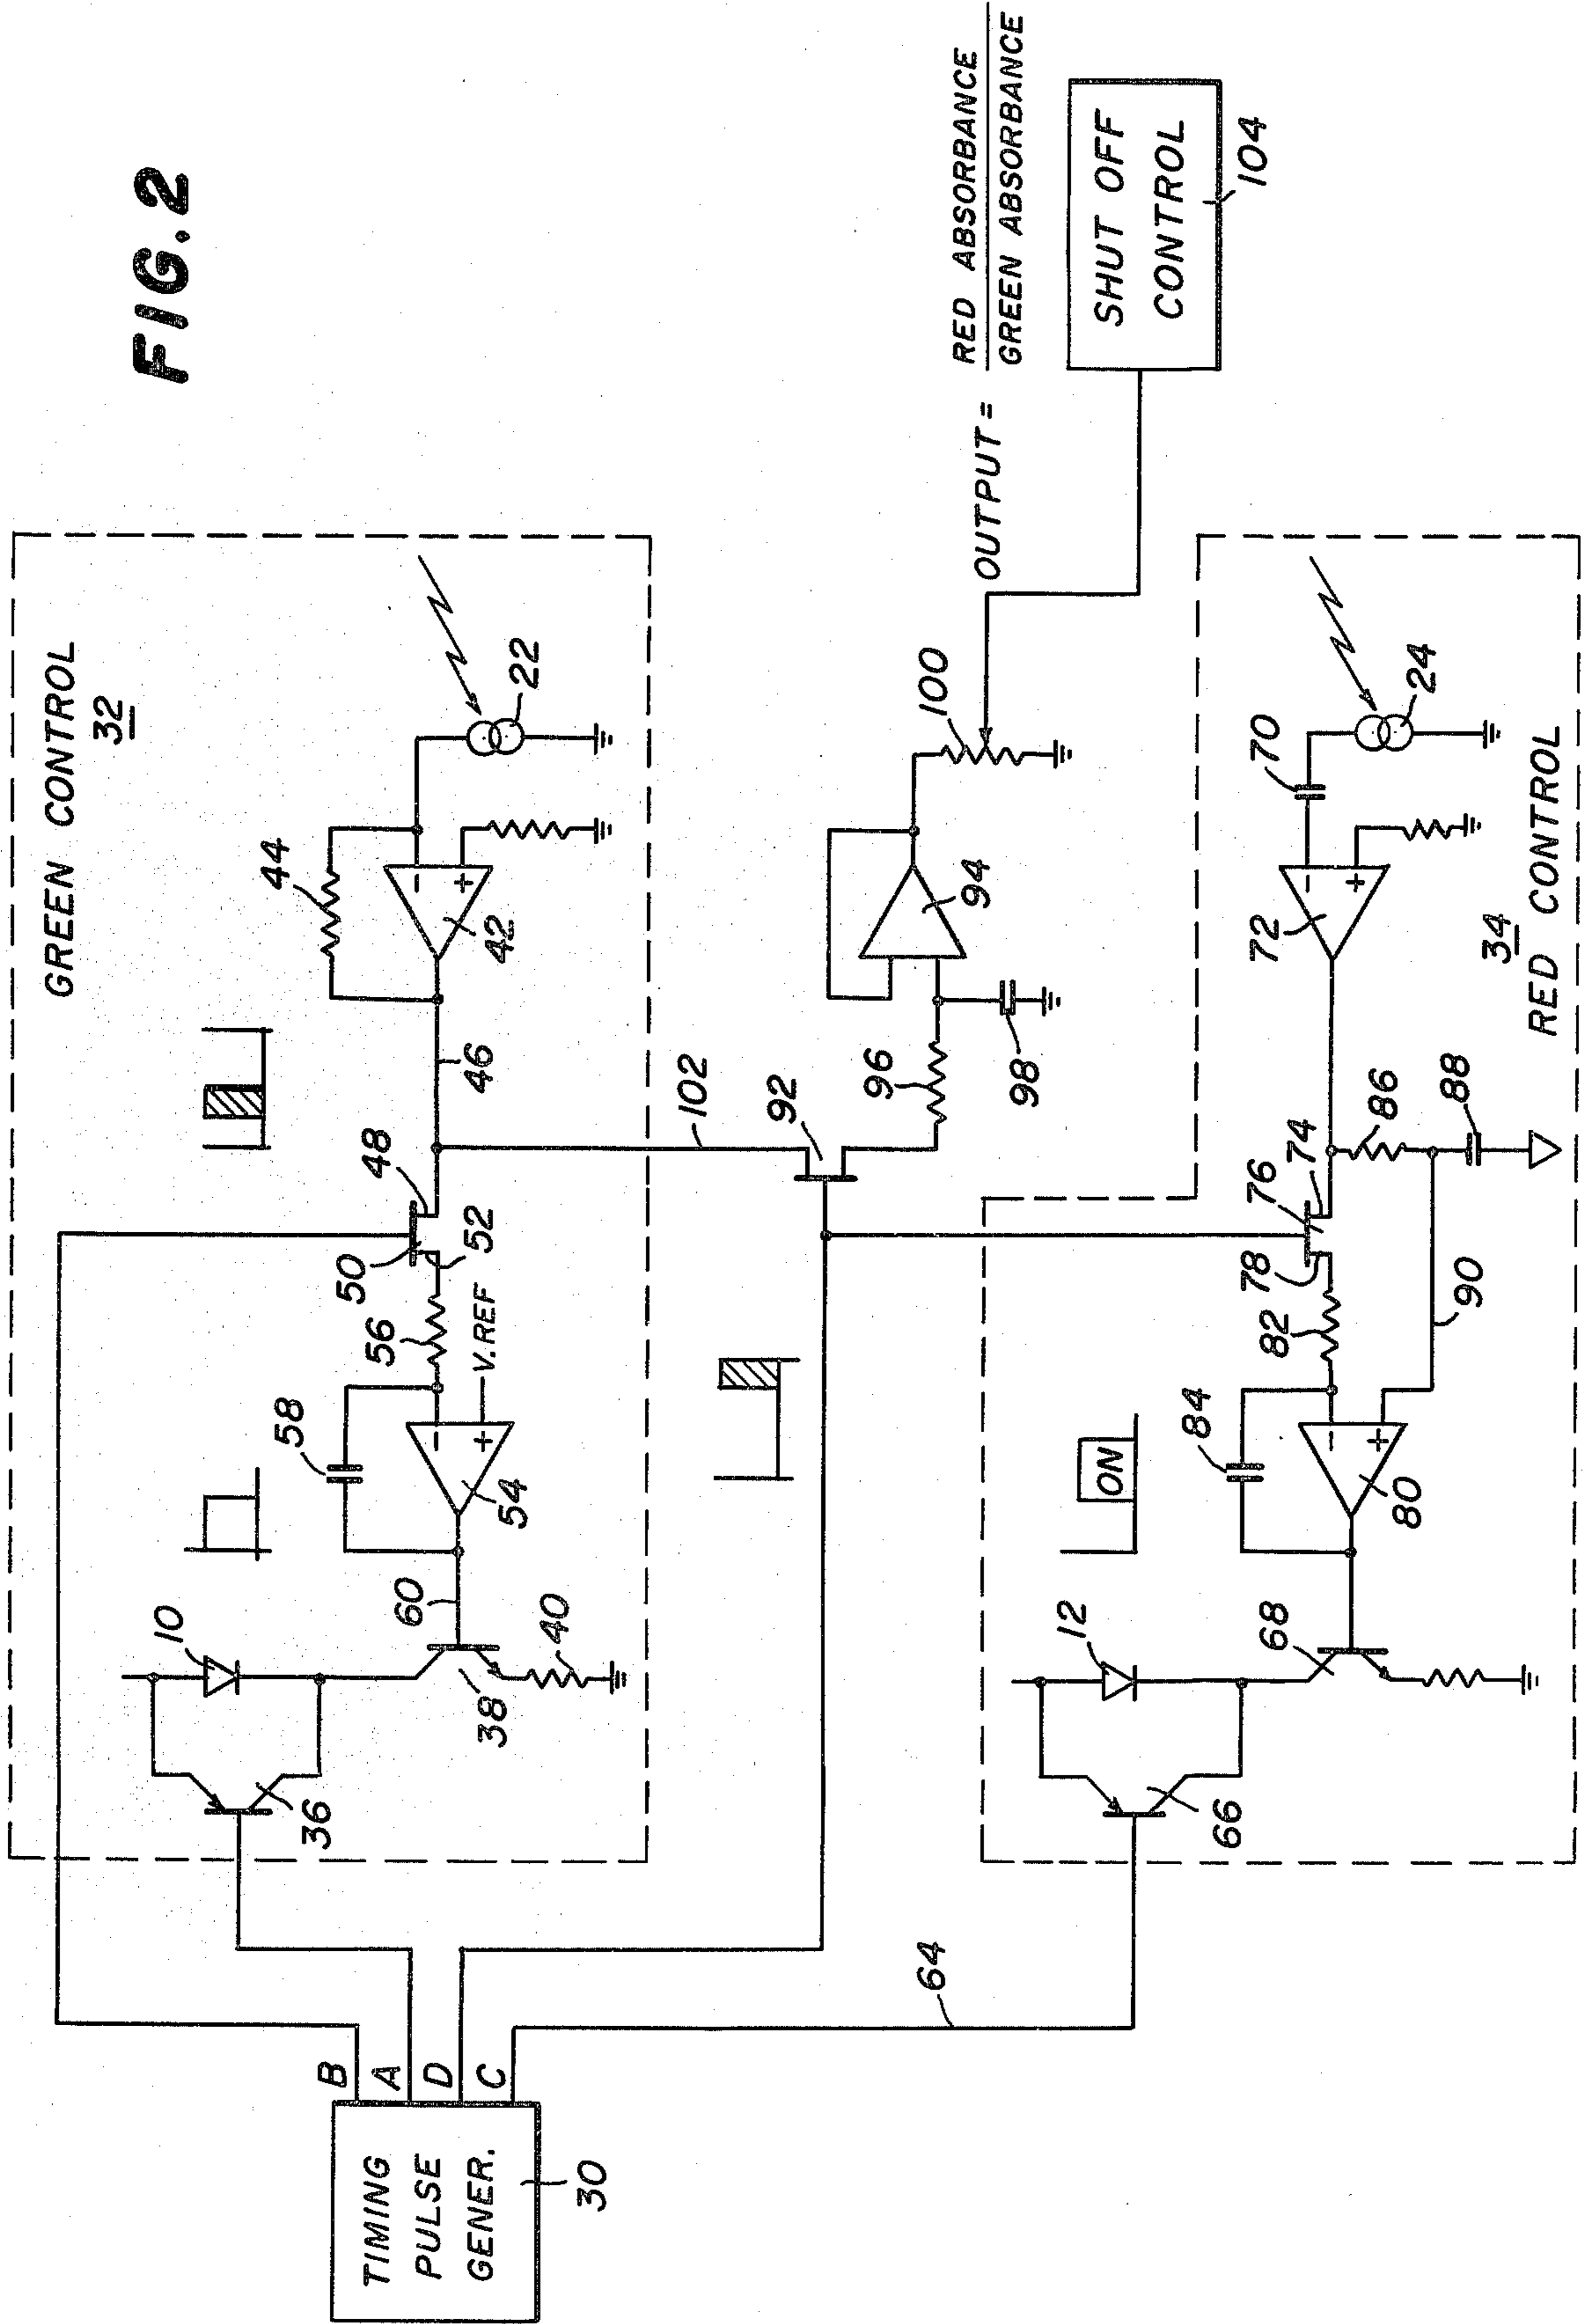 FIG.2
GREEN CONTROL
32
44
22
42
46
48
50
52
56
V.REF
58
54
10
60
40
38
36
B
A
D
C
TIMING
PULSE
GENER.
30
102
92
96
98
94
100
OUTPUT =
RED ABSORBANCE
GREEN ABSORBANCE
SHUT OFF
CONTROL
104
64
12
ON
66
68
84
80
82
78
76
74
86
88
90
72
70
24
34
RED CONTROL
-
+
-
+
-
+
-
+